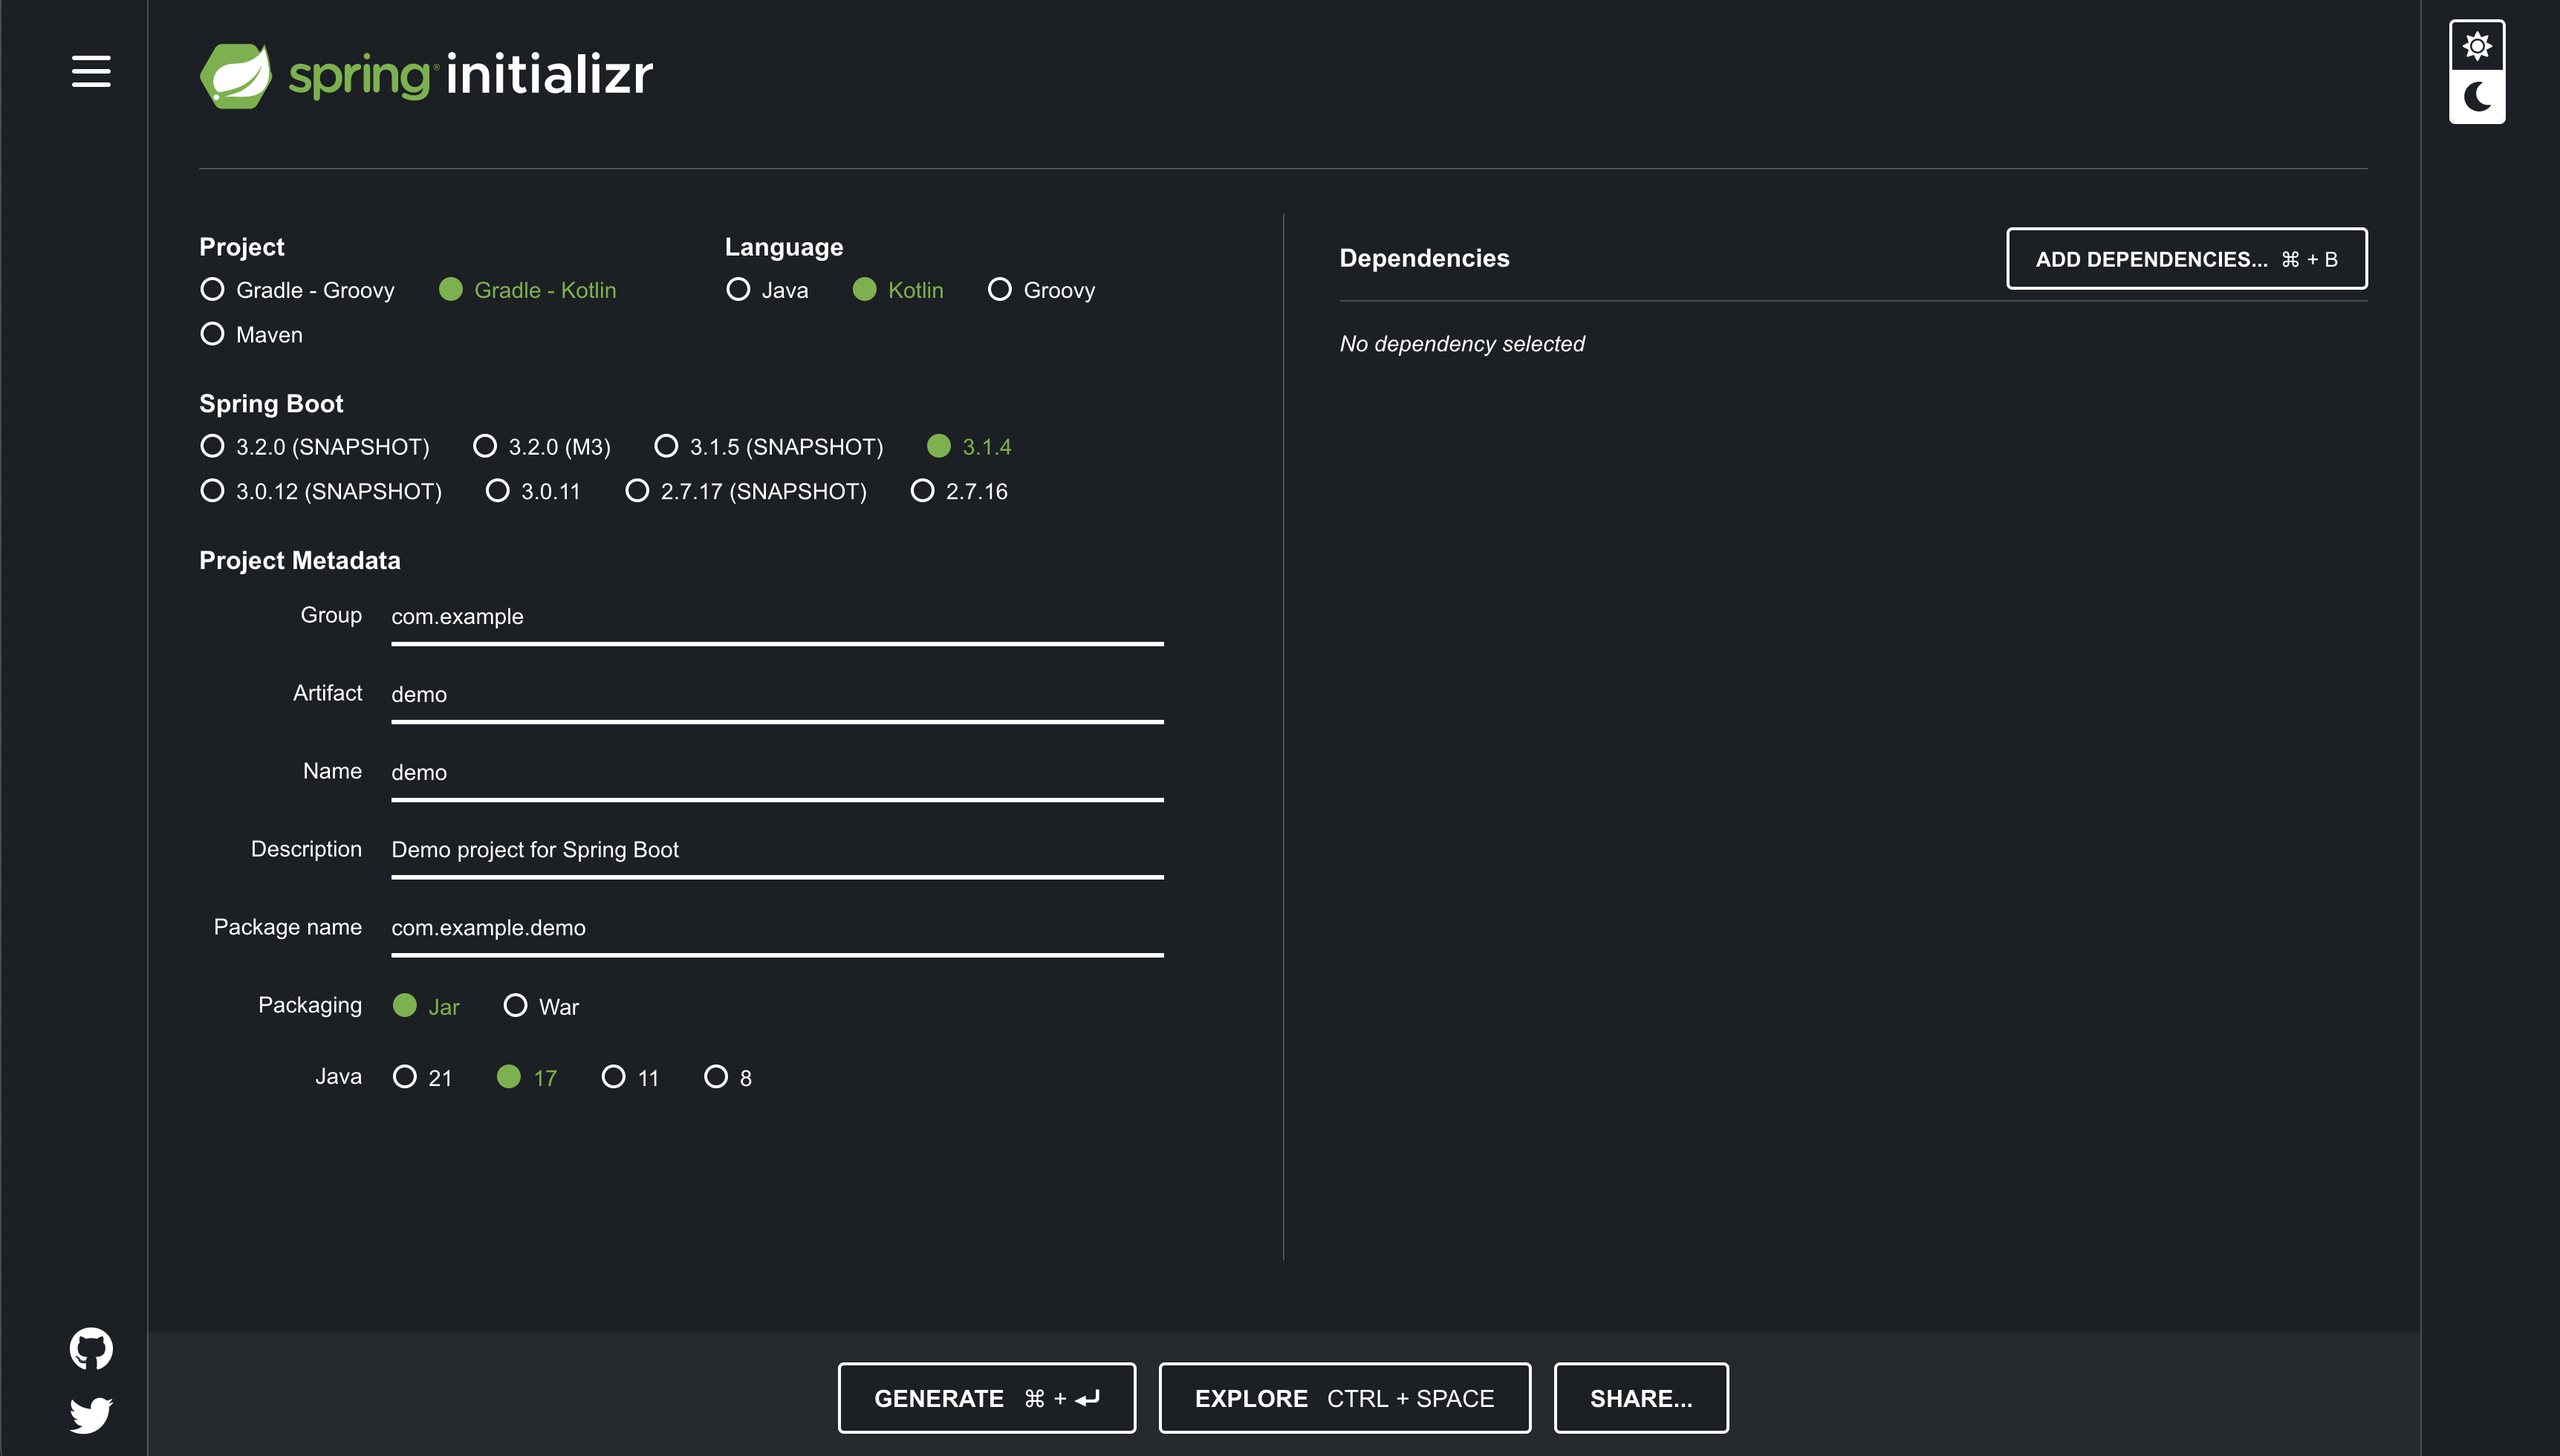 spring® initializr
Project
Gradle - Groovy Gradle - Kotlin
Maven
Language
Java Kotlin Groovy
Spring Boot
3.2.0 (SNAPSHOT) 3.2.0 (M3) 3.1.5 (SNAPSHOT) 3.1.4
3.0.12 (SNAPSHOT) 3.0.11 2.7.17 (SNAPSHOT) 2.7.16
Project Metadata
Group com.example
Artifact demo
Name demo
Description Demo project for Spring Boot
Package name com.example.demo
Packaging Jar War
Java 21 17 11 8
Dependencies ADD DEPENDENCIES... ⌘ + B
No dependency selected
GENERATE ⌘ + ⏎ EXPLORE CTRL + SPACE SHARE...